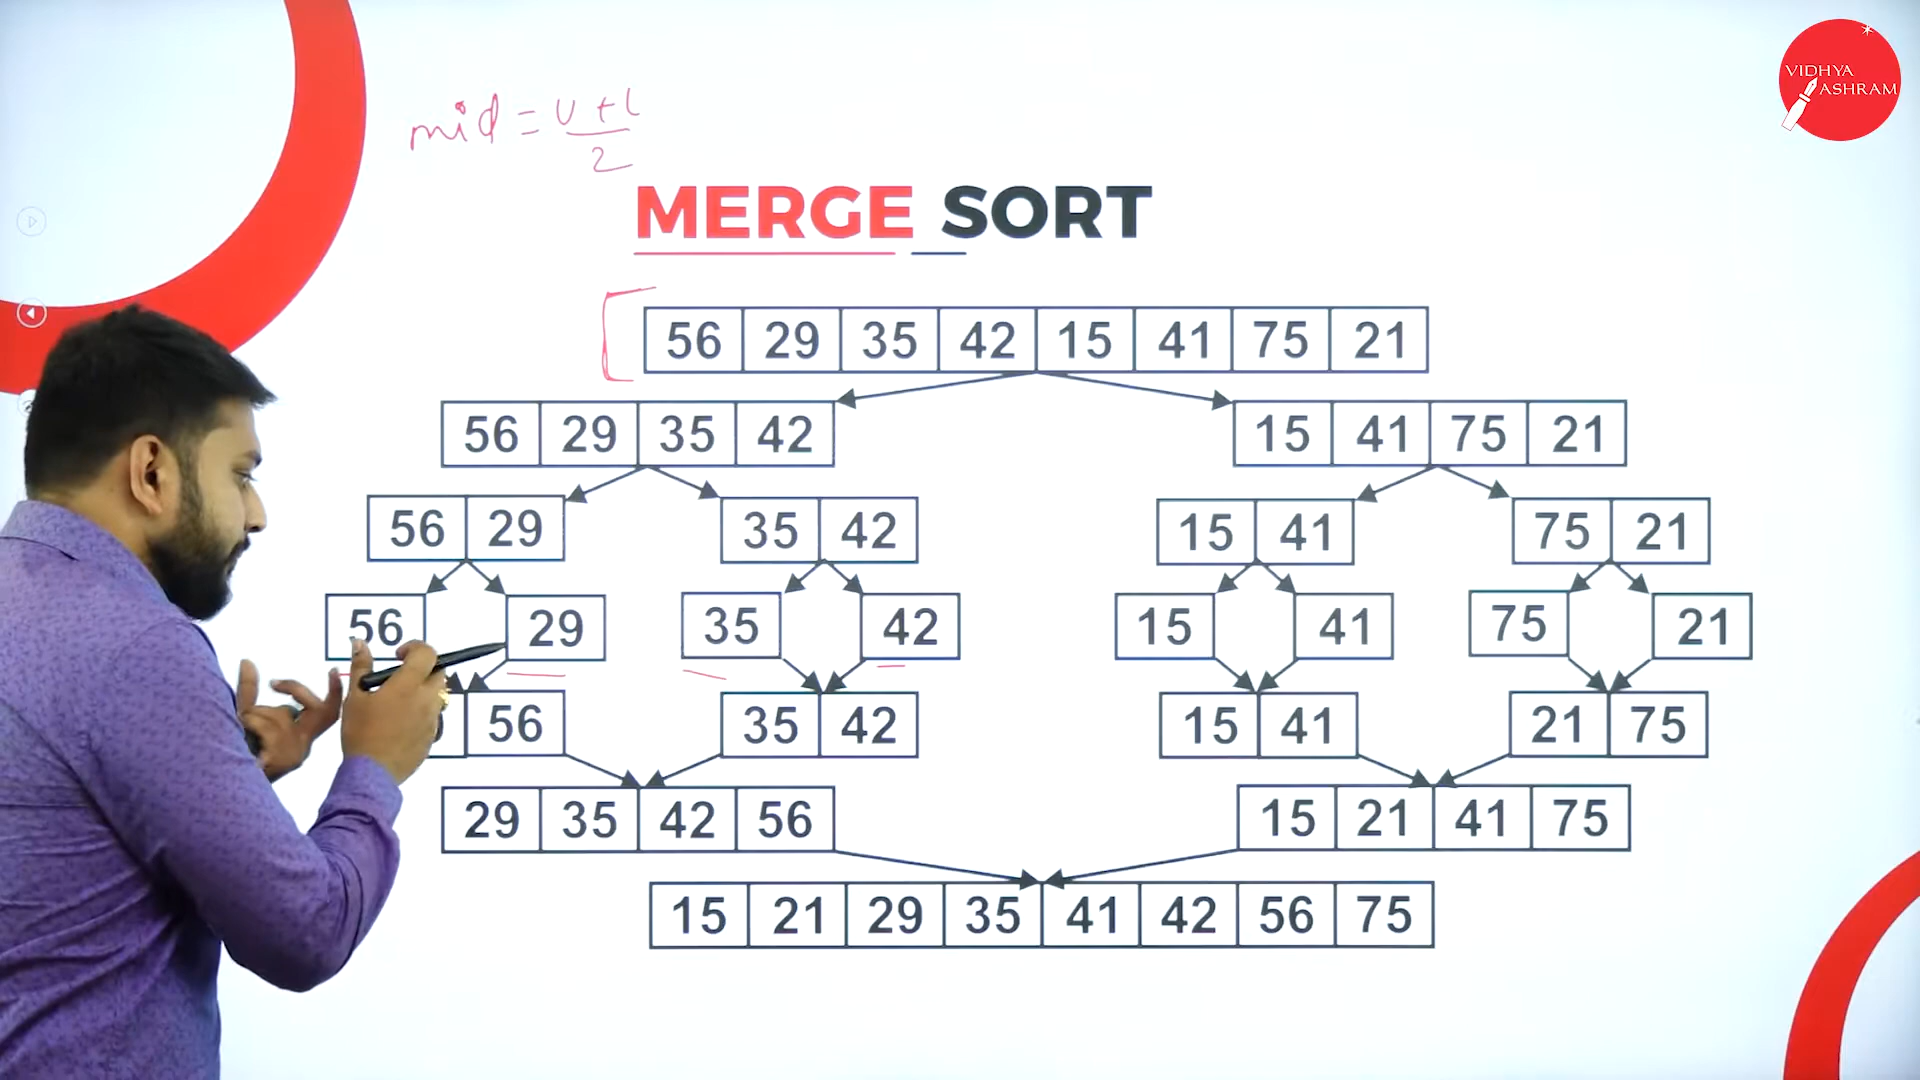 VIDHYA
ASHRAM
mid = u + l
2
MERGE SORT
56 29 35 42 15 41 75 21
56 29 35 42 15 41 75 21
56 29 35 42 15 41 75 21
56 29 35 42 15 41 75 21
56 35 42 15 41 21 75
29 35 42 56 15 21 41 75
15 21 29 35 41 42 56 75